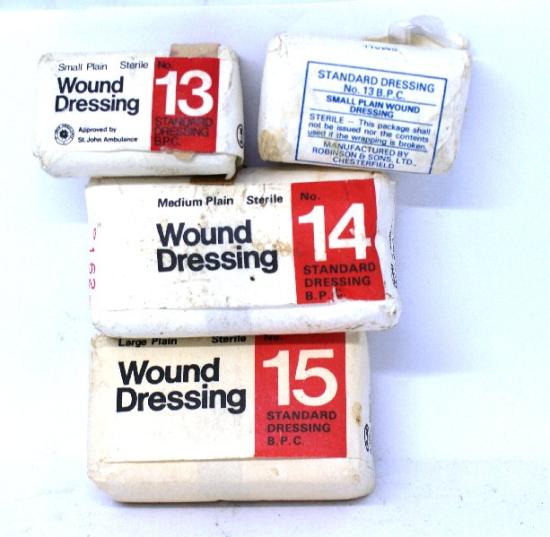 Small Plain Sterile No.
Wound
Dressing
13
STANDARD
DRESSING
B.P.C.
Approved by
St. John Ambulance
STANDARD DRESSING
No. 13 B.P.C.
SMALL PLAIN WOUND
DRESSING
STERILE – This package shall
not be issued nor the contents
used if the wrapping is broken.
MANUFACTURED BY
ROBINSON & SONS, LTD.,
CHESTERFIELD
Medium Plain Sterile No.
Wound
Dressing
14
STANDARD
DRESSING
B.P.C.
Large Plain Sterile No.
Wound
Dressing
15
STANDARD
DRESSING
B.P.C.